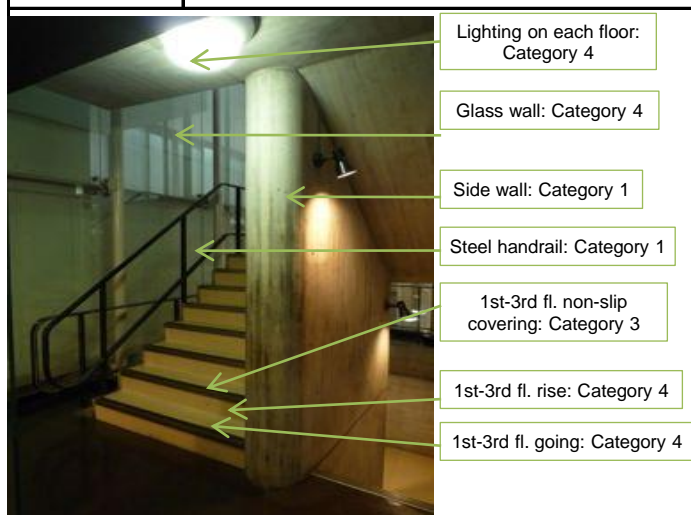 Lighting on each floor:
Category 4
Glass wall: Category 4
Side wall: Category 1
Steel handrail: Category 1
1st-3rd fl. non-slip
covering: Category 3
1st-3rd fl. rise: Category 4
1st-3rd fl. going: Category 4